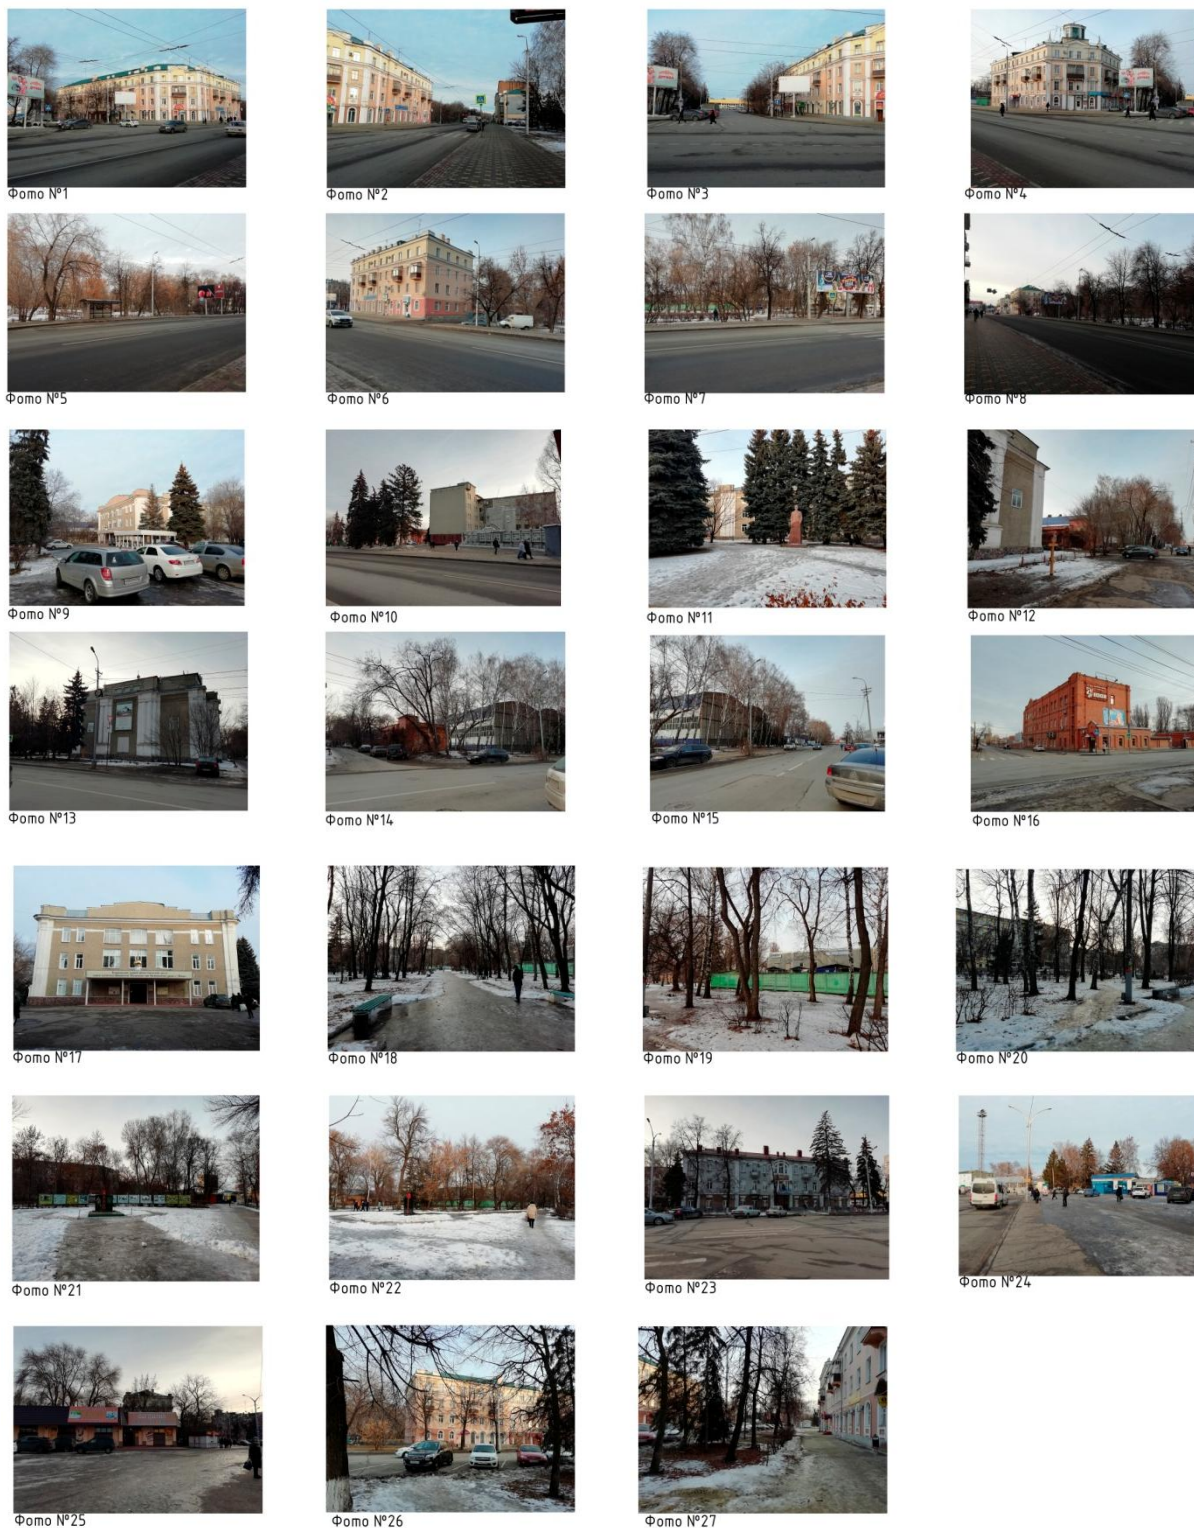 Фото №1
Фото №2
Фото №3
Фото №4
Фото №5
Фото №6
Фото №7
Фото №8
Фото №9
Фото №10
Фото №11
Фото №12
Фото №13
Фото №14
Фото №15
Фото №16
Фото №17
Фото №18
Фото №19
Фото №20
Фото №21
Фото №22
Фото №23
Фото №24
Фото №25
Фото №26
Фото №27